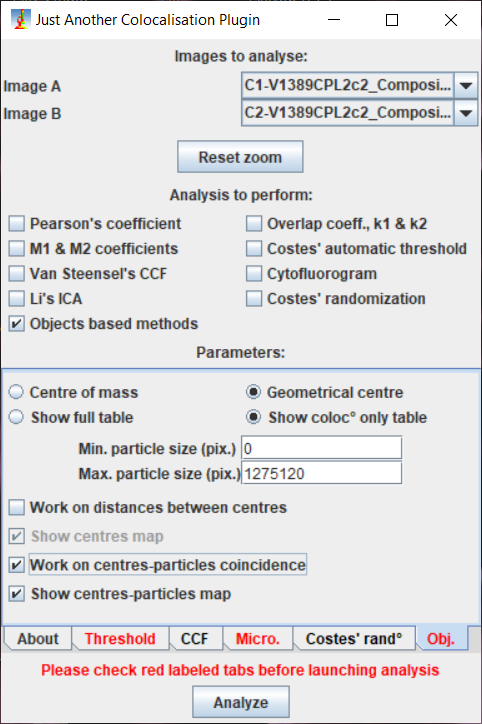 Just Another Colocalisation Plugin
Images to analyse:
Image A C1-V1389CPL2c2_Composi...
Image B C2-V1389CPL2c2_Composi...
Reset zoom
Analysis to perform:
Pearson's coefficient Overlap coeff., k1 & k2
M1 & M2 coefficients Costes' automatic threshold
Van Steensel's CCF Cytofluorogram
Li's ICA Costes' randomization
Objects based methods
Parameters:
Centre of mass Geometrical centre
Show full table Show coloc° only table
Min. particle size (pix.) 0
Max. particle size (pix.) 1275120
Work on distances between centres
Show centres map
Work on centres-particles coincidence
Show centres-particles map
About Threshold CCF Micro. Costes' rand° Obj.
Please check red labeled tabs before launching analysis
Analyze